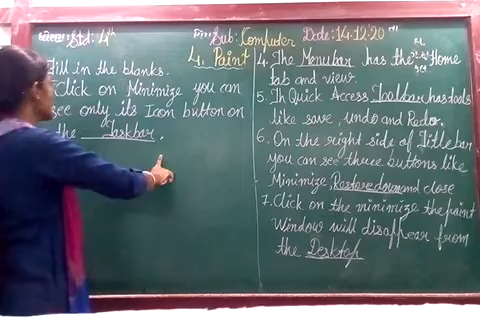 Std: 4th Sub: Computer Date: 14.12.20
4. Paint
Fill in the blanks.
Click on Minimize you can
see only its Icon button on
the Taskbar.
4. The Menubar has the Home
tab and view.
5. In Quick Access Toolbar has tools
like save, undo and Redo.
6. On the right side of Titlebar
you can see three buttons like
Minimize, Restore down and close
7. Click on the minimize the paint
Window will disappear from
the Desktop